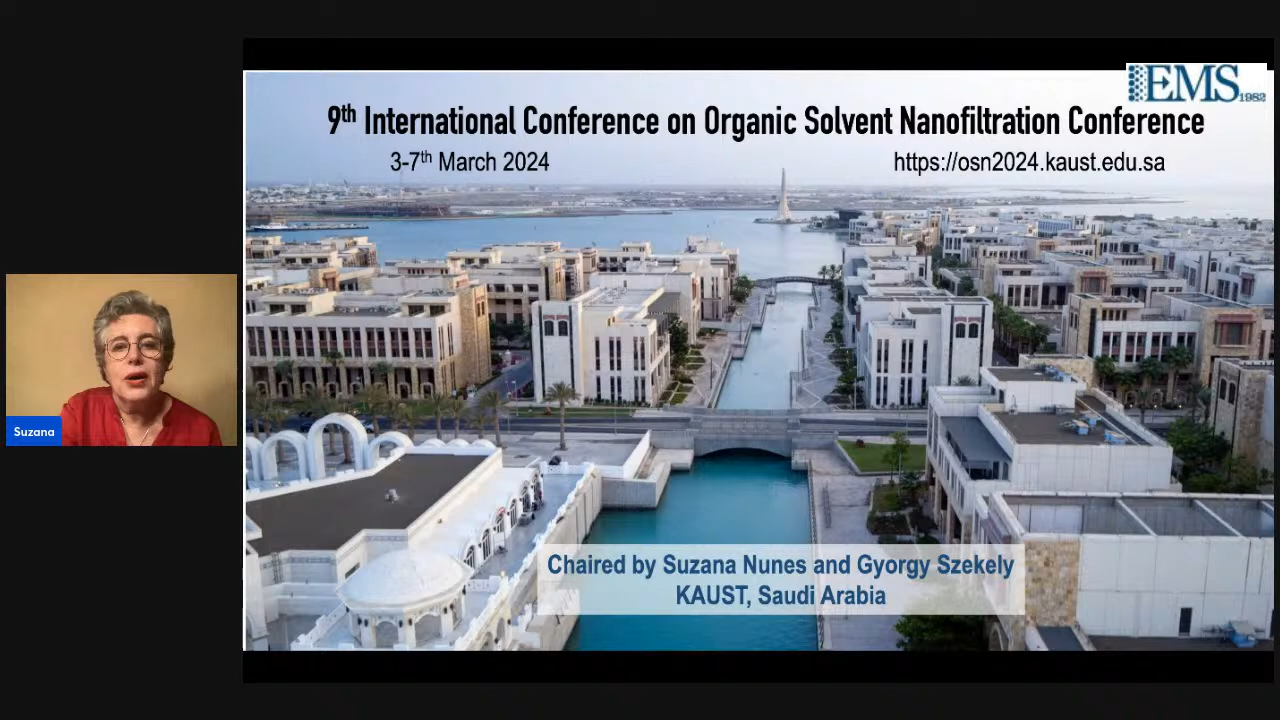 EMS 1982
9th International Conference on Organic Solvent Nanofiltration Conference
3-7th March 2024
https://osn2024.kaust.edu.sa
Suzana
Chaired by Suzana Nunes and Gyorgy Szekely
KAUST, Saudi Arabia